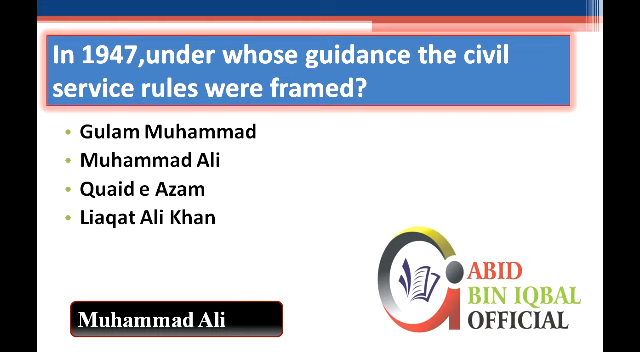 In 1947,under whose guidance the civil
service rules were framed?
• Gulam Muhammad
• Muhammad Ali
• Quaid e Azam
• Liaqat Ali Khan
ABID
BIN IQBAL
OFFICIAL
Muhammad Ali